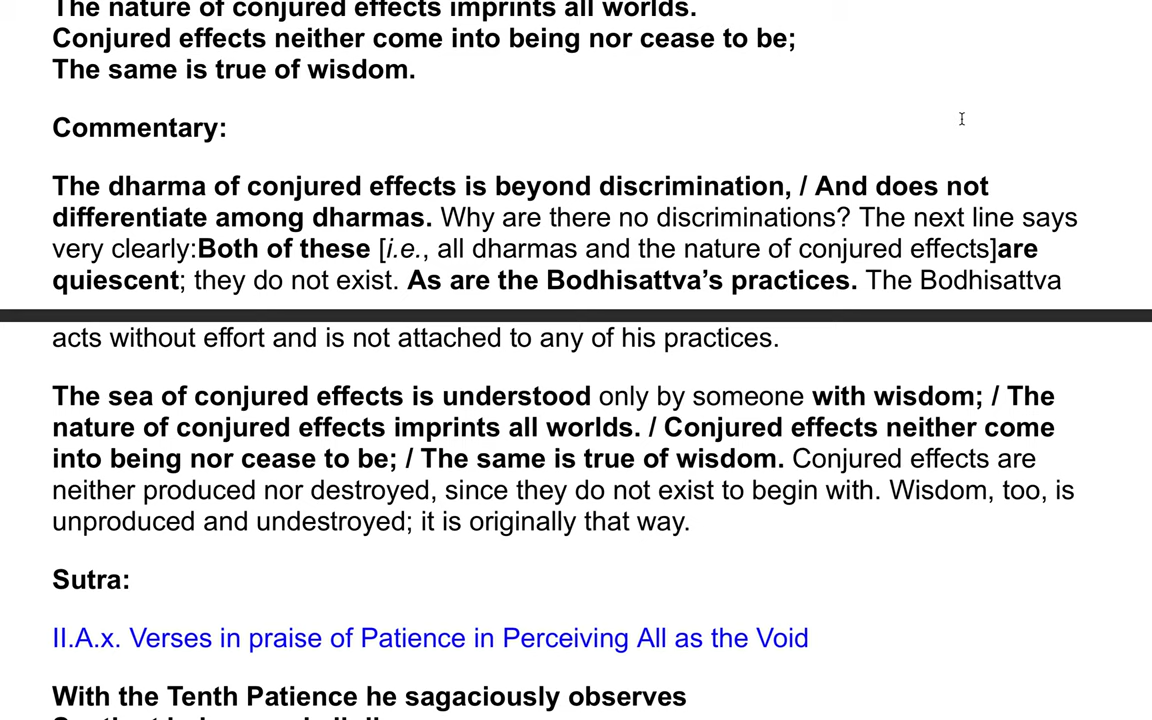 The nature of conjured effects imprints all worlds.
Conjured effects neither come into being nor cease to be;
The same is true of wisdom.
Commentary:
The dharma of conjured effects is beyond discrimination, / And does not
differentiate among dharmas. Why are there no discriminations? The next line says
very clearly:Both of these [i.e., all dharmas and the nature of conjured effects]are
quiescent; they do not exist. As are the Bodhisattva’s practices. The Bodhisattva
acts without effort and is not attached to any of his practices.
The sea of conjured effects is understood only by someone with wisdom; / The
nature of conjured effects imprints all worlds. / Conjured effects neither come
into being nor cease to be; / The same is true of wisdom. Conjured effects are
neither produced nor destroyed, since they do not exist to begin with. Wisdom, too, is
unproduced and undestroyed; it is originally that way.
Sutra:
II.A.x. Verses in praise of Patience in Perceiving All as the Void
With the Tenth Patience he sagaciously observes